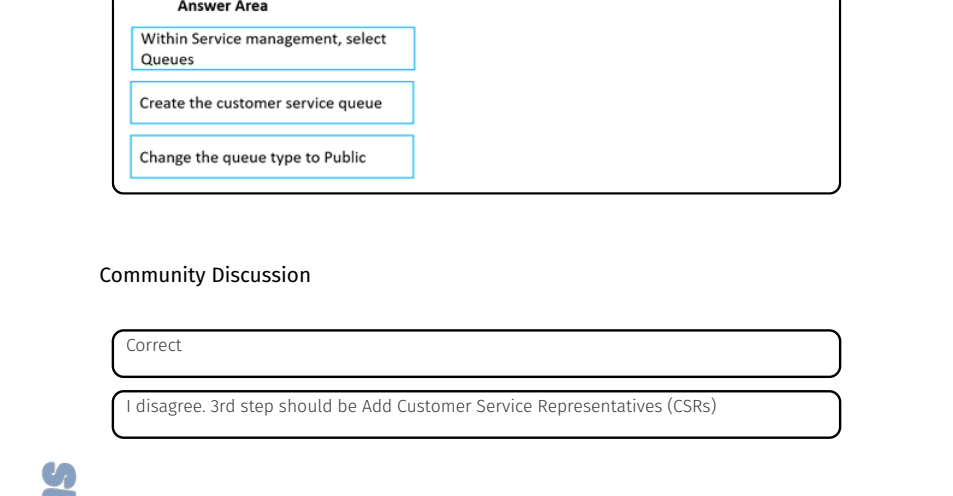 Answer Area
Within Service management, select
Queues
Create the customer service queue
Change the queue type to Public
Community Discussion
Correct
I disagree. 3rd step should be Add Customer Service Representatives (CSRs)